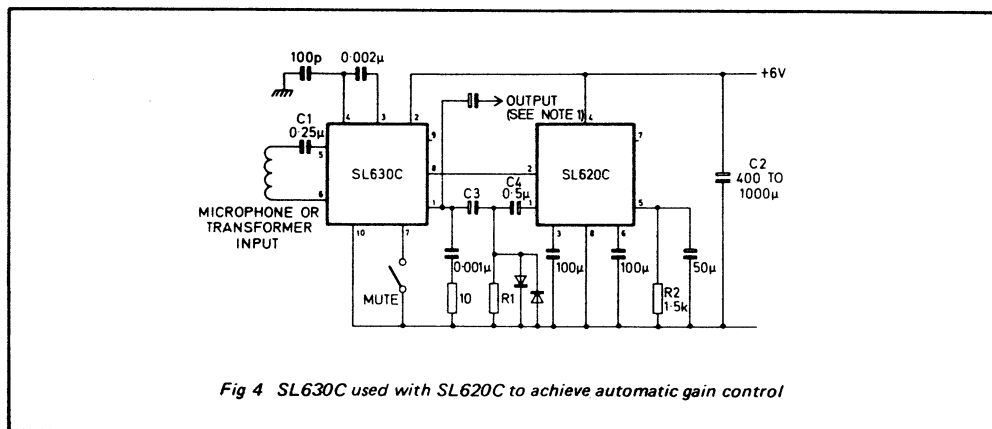 100p
0·002µ
+6V
OUTPUT
(SEE NOTE 1)
4
3
2
4
C1
0·25µ
5
9
7
SL630C
8
2
SL620C
C2
400 TO
1000µ
6
1
C3
C4
0·5µ
1
5
MICROPHONE OR
TRANSFORMER
INPUT
10
7
3
8
6
MUTE
0·001µ
10
R1
100µ
100µ
R2
1·5k
50µ
Fig 4 SL630C used with SL620C to achieve automatic gain control